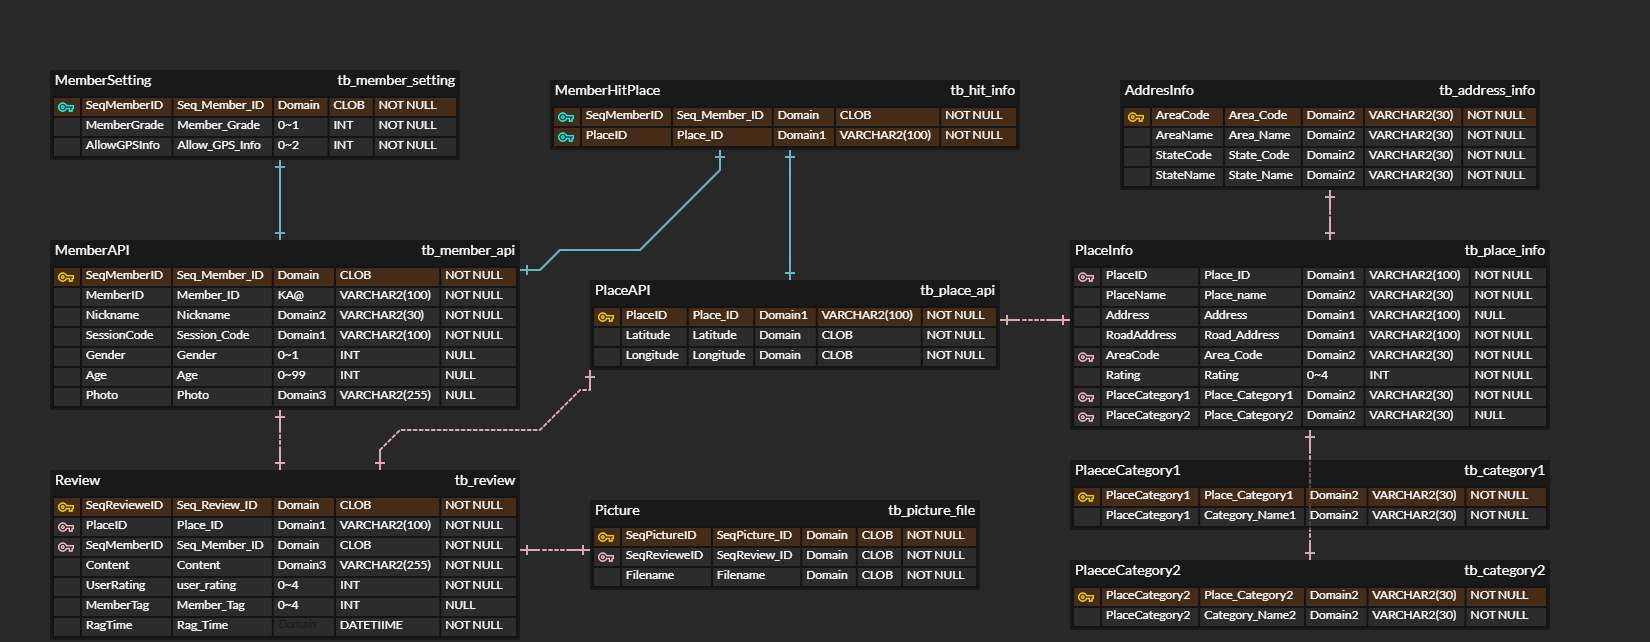 MemberSetting tb_member_setting
SeqMemberID Seq_Member_ID Domain CLOB NOT NULL
MemberGrade Member_Grade 0~1 INT NOT NULL
AllowGPSInfo Allow_GPS_Info 0~2 INT NOT NULL
MemberHitPlace tb_hit_info
SeqMemberID Seq_Member_ID Domain CLOB NOT NULL
PlaceID Place_ID Domain1 VARCHAR2(100) NOT NULL
AddresInfo tb_address_info
AreaCode Area_Code Domain2 VARCHAR2(30) NOT NULL
AreaName Area_Name Domain2 VARCHAR2(30) NOT NULL
StateCode State_Code Domain2 VARCHAR2(30) NOT NULL
StateName State_Name Domain2 VARCHAR2(30) NOT NULL
MemberAPI tb_member_api
SeqMemberID Seq_Member_ID Domain CLOB NOT NULL
MemberID Member_ID KA@ VARCHAR2(100) NOT NULL
Nickname Nickname Domain2 VARCHAR2(30) NOT NULL
SessionCode Session_Code Domain1 VARCHAR2(100) NOT NULL
Gender Gender 0~1 INT NULL
Age Age 0~99 INT NULL
Photo Photo Domain3 VARCHAR2(255) NULL
PlaceAPI tb_place_api
PlaceID Place_ID Domain1 VARCHAR2(100) NOT NULL
Latitude Latitude Domain CLOB NOT NULL
Longitude Longitude Domain CLOB NOT NULL
PlaceInfo tb_place_info
PlaceID Place_ID Domain1 VARCHAR2(100) NOT NULL
PlaceName Place_name Domain2 VARCHAR2(30) NOT NULL
Address Address Domain1 VARCHAR2(100) NULL
RoadAddress Road_Address Domain1 VARCHAR2(100) NOT NULL
AreaCode Area_Code Domain2 VARCHAR2(30) NOT NULL
Rating Rating 0~4 INT NOT NULL
PlaceCategory1 Place_Category1 Domain2 VARCHAR2(30) NOT NULL
PlaceCategory2 Place_Category2 Domain2 VARCHAR2(30) NULL
Review tb_review
SeqRevieweID Seq_Review_ID Domain CLOB NOT NULL
PlaceID Place_ID Domain1 VARCHAR2(100) NOT NULL
SeqMemberID Seq_Member_ID Domain CLOB NOT NULL
Content Content Domain3 VARCHAR2(255) NOT NULL
UserRating user_rating 0~4 INT NOT NULL
MemberTag Member_Tag 0~4 INT NULL
RagTime Rag_Time Domain DATETIIME NOT NULL
Picture tb_picture_file
SeqPictureID SeqPicture_ID Domain CLOB NOT NULL
SeqRevieweID SeqReview_ID Domain CLOB NOT NULL
Filename Filename Domain CLOB NOT NULL
PlaeceCategory1 tb_category1
PlaceCategory1 Place_Category1 Domain2 VARCHAR2(30) NOT NULL
PlaceCategory1 Category_Name1 Domain2 VARCHAR2(30) NOT NULL
PlaeceCategory2 tb_category2
PlaceCategory2 Place_Category2 Domain2 VARCHAR2(30) NOT NULL
PlaceCategory2 Category_Name2 Domain2 VARCHAR2(30) NOT NULL